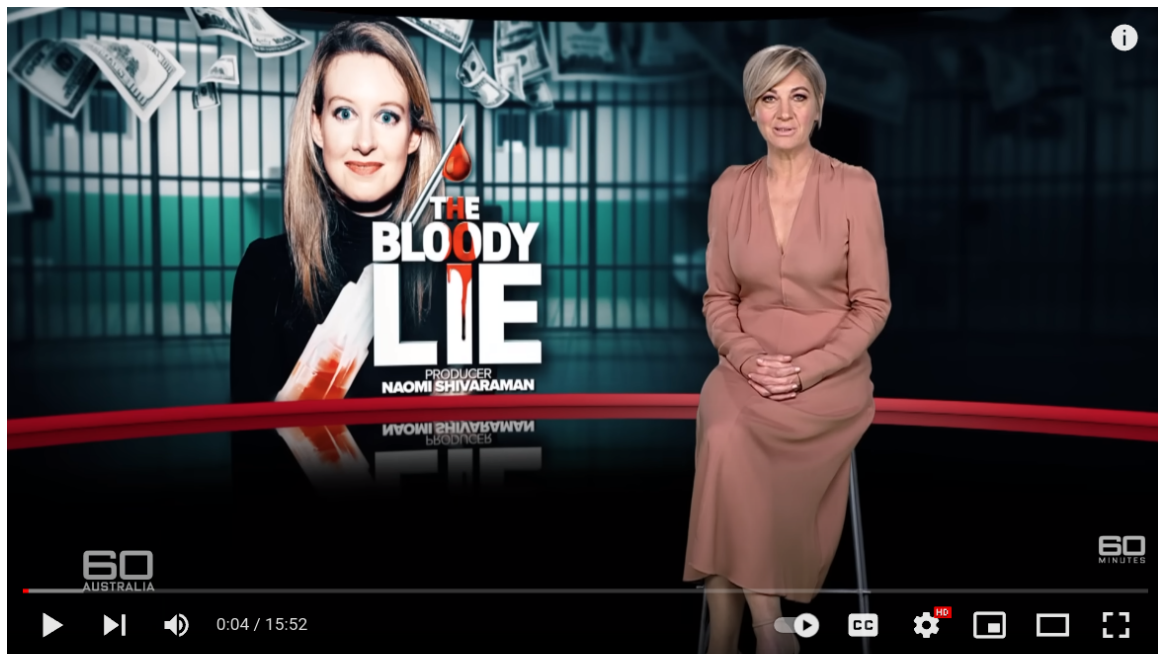 THE
BLOODY
LIE
PRODUCER
NAOMI SHIVARAMAN
NAOMI SHIVARAMAN
PRODUCER
LIE
60
AUSTRALIA
60
MINUTES
0:04 / 15:52
CC
HD